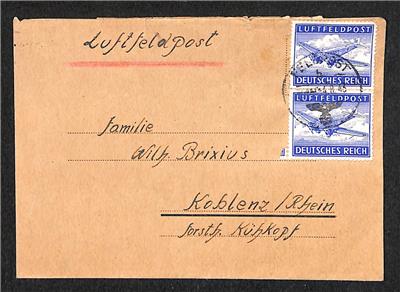 Luftfeldpost
LUFTFELDPOST
DEUTSCHES REICH
LUFTFELDPOST
DEUTSCHES REICH
Familie
Wilh. Brixius
Koblenz/Rhein
Forsth. Kühkopf